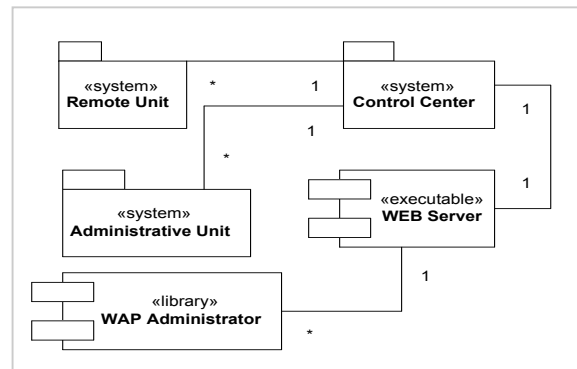 «system»
Remote Unit
*
1
«system»
Control Center
1
1
*
«system»
Administrative Unit
«executable»
WEB Server
1
1
«library»
WAP Administrator
*